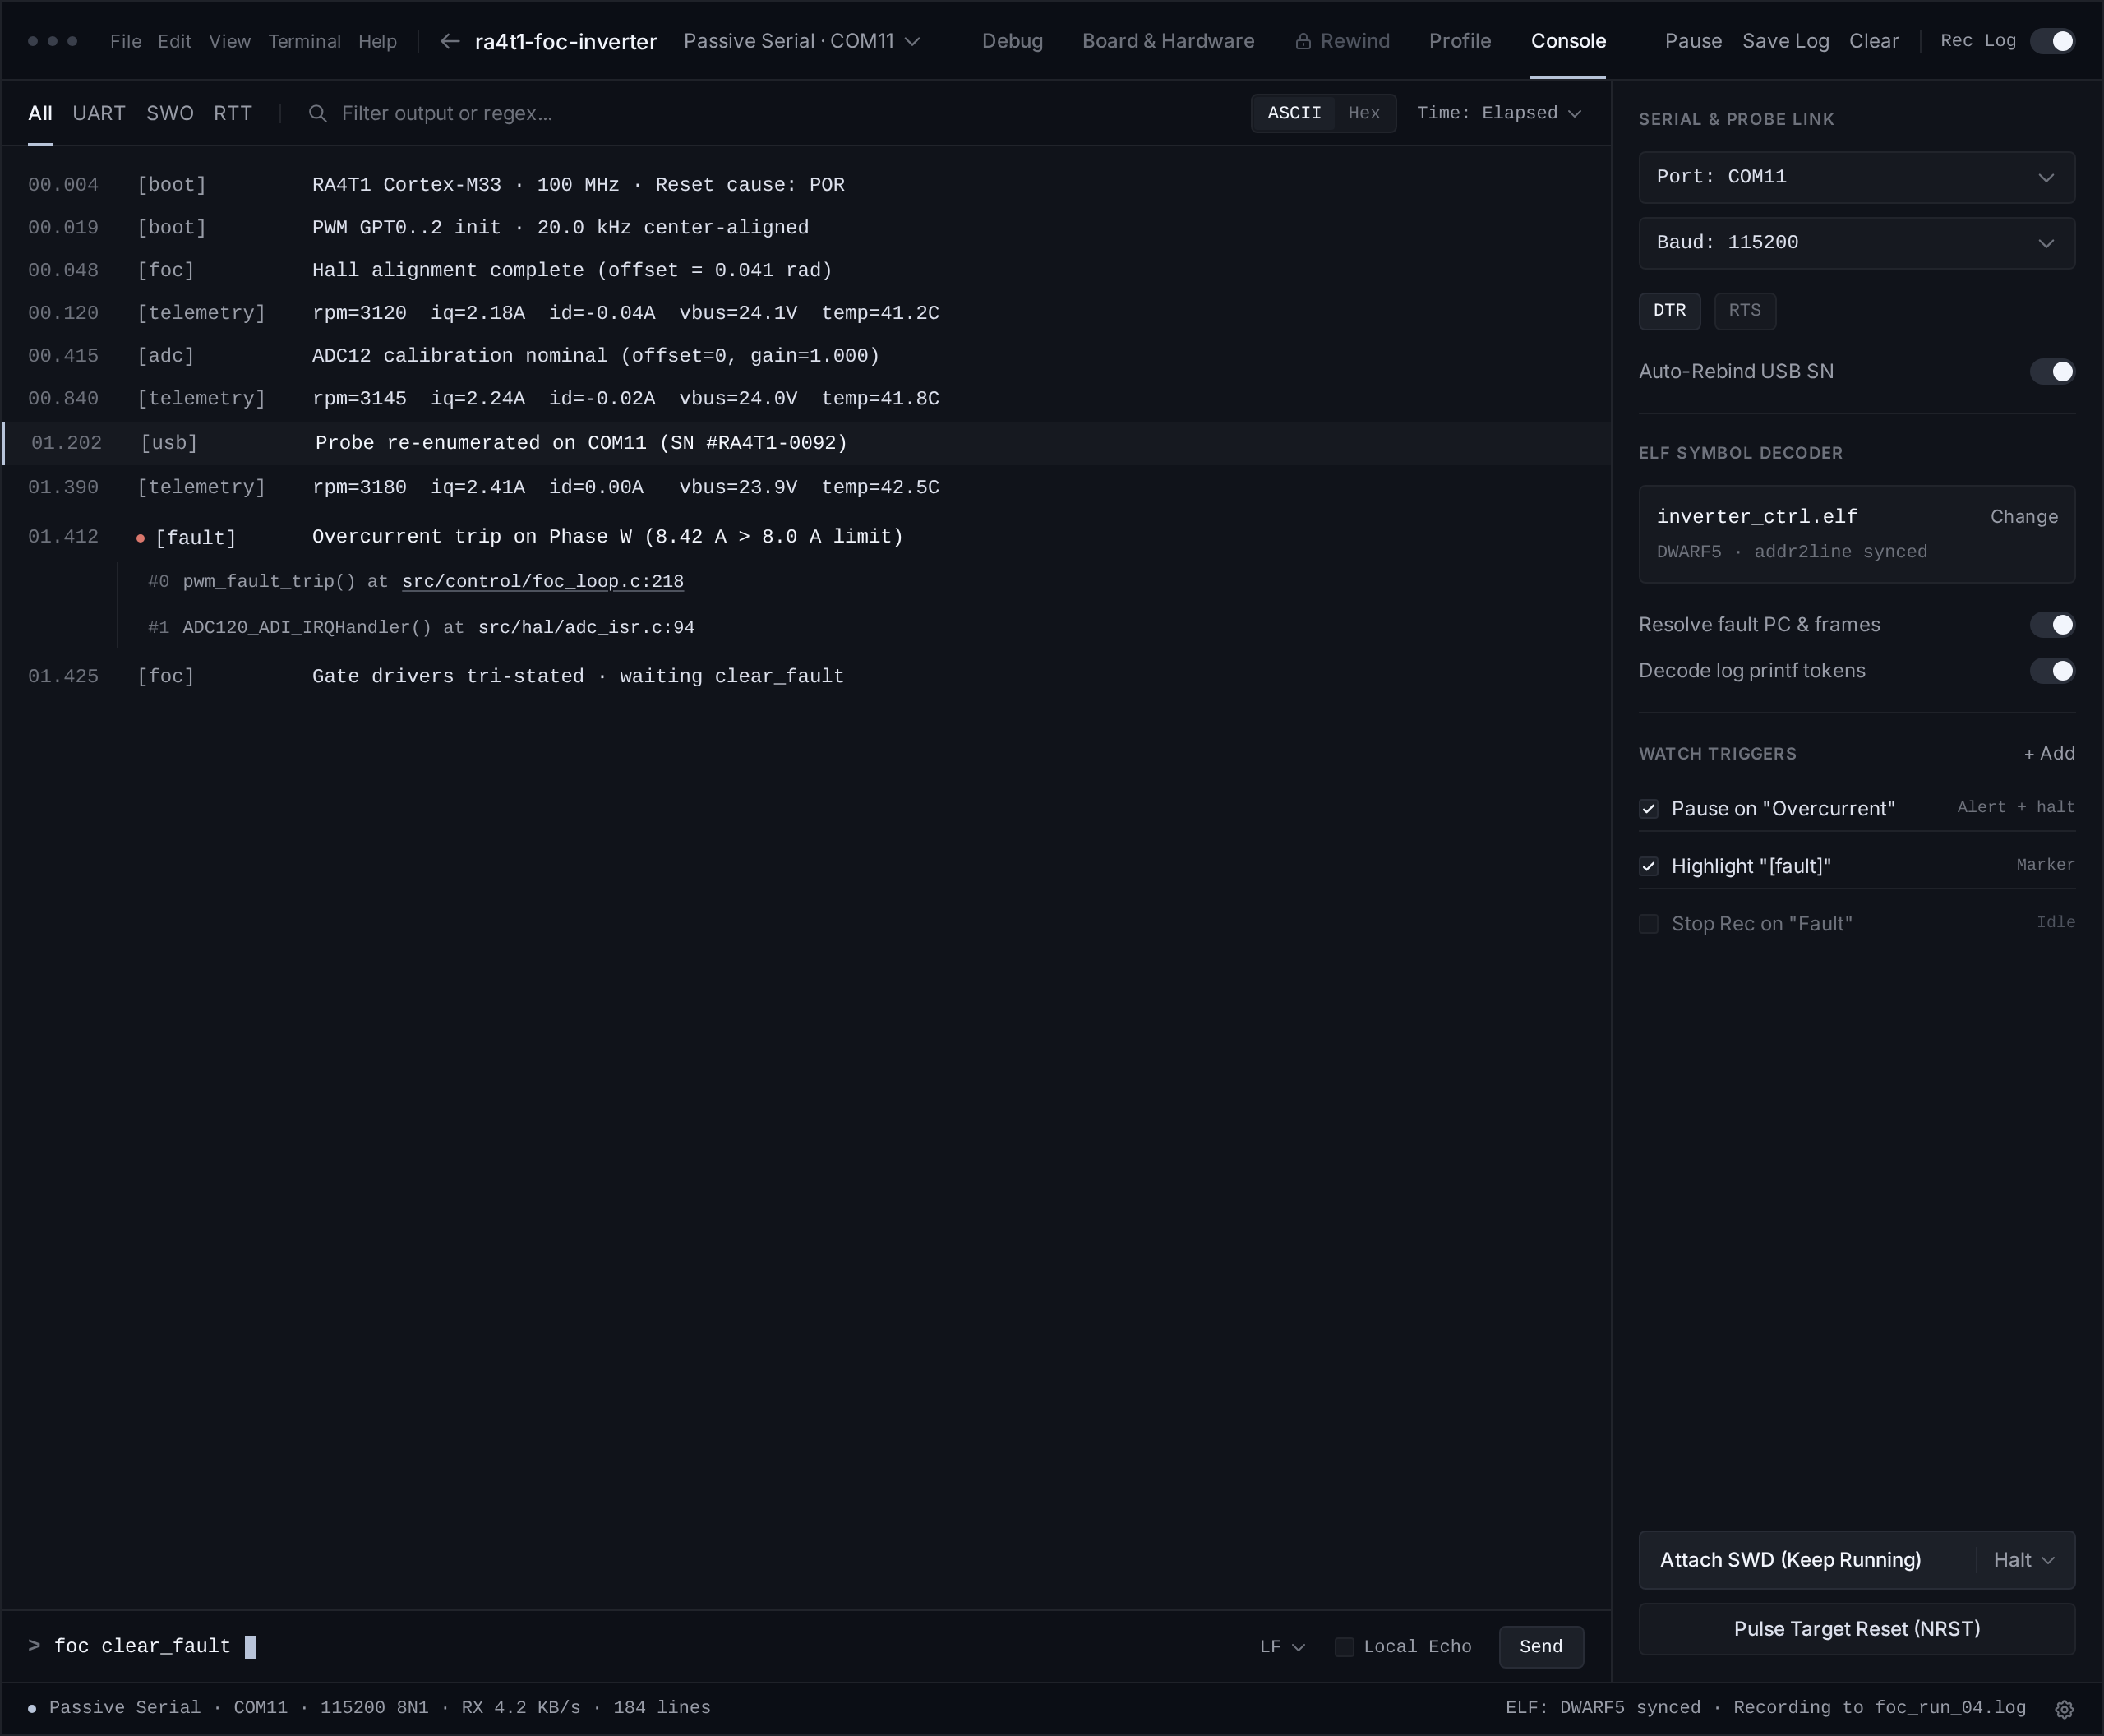 File Edit View Terminal Help ra4t1-foc-inverter Passive Serial · COM11 Debug Board & Hardware Rewind Profile Console Pause Save Log Clear Rec Log
All UART SWO RTT Filter output or regex... ASCII Hex Time: Elapsed
00.004 [boot] RA4T1 Cortex-M33 · 100 MHz · Reset cause: POR
00.019 [boot] PWM GPT0..2 init · 20.0 kHz center-aligned
00.048 [foc] Hall alignment complete (offset = 0.041 rad)
00.120 [telemetry] rpm=3120 iq=2.18A id=-0.04A vbus=24.1V temp=41.2C
00.415 [adc] ADC12 calibration nominal (offset=0, gain=1.000)
00.840 [telemetry] rpm=3145 iq=2.24A id=-0.02A vbus=24.0V temp=41.8C
01.202 [usb] Probe re-enumerated on COM11 (SN #RA4T1-0092)
01.390 [telemetry] rpm=3180 iq=2.41A id=0.00A vbus=23.9V temp=42.5C
01.412 [fault] Overcurrent trip on Phase W (8.42 A > 8.0 A limit)
#0 pwm_fault_trip() at src/control/foc_loop.c:218
#1 ADC120_ADI_IRQHandler() at src/hal/adc_isr.c:94
01.425 [foc] Gate drivers tri-stated · waiting clear_fault
> foc clear_fault LF Local Echo Send
SERIAL & PROBE LINK
Port: COM11
Baud: 115200
DTR RTS
Auto-Rebind USB SN
ELF SYMBOL DECODER
inverter_ctrl.elf Change
DWARF5 · addr2line synced
Resolve fault PC & frames
Decode log printf tokens
WATCH TRIGGERS + Add
Pause on "Overcurrent" Alert + halt
Highlight "[fault]" Marker
Stop Rec on "Fault" Idle
Attach SWD (Keep Running) Halt
Pulse Target Reset (NRST)
Passive Serial · COM11 · 115200 8N1 · RX 4.2 KB/s · 184 lines ELF: DWARF5 synced · Recording to foc_run_04.log